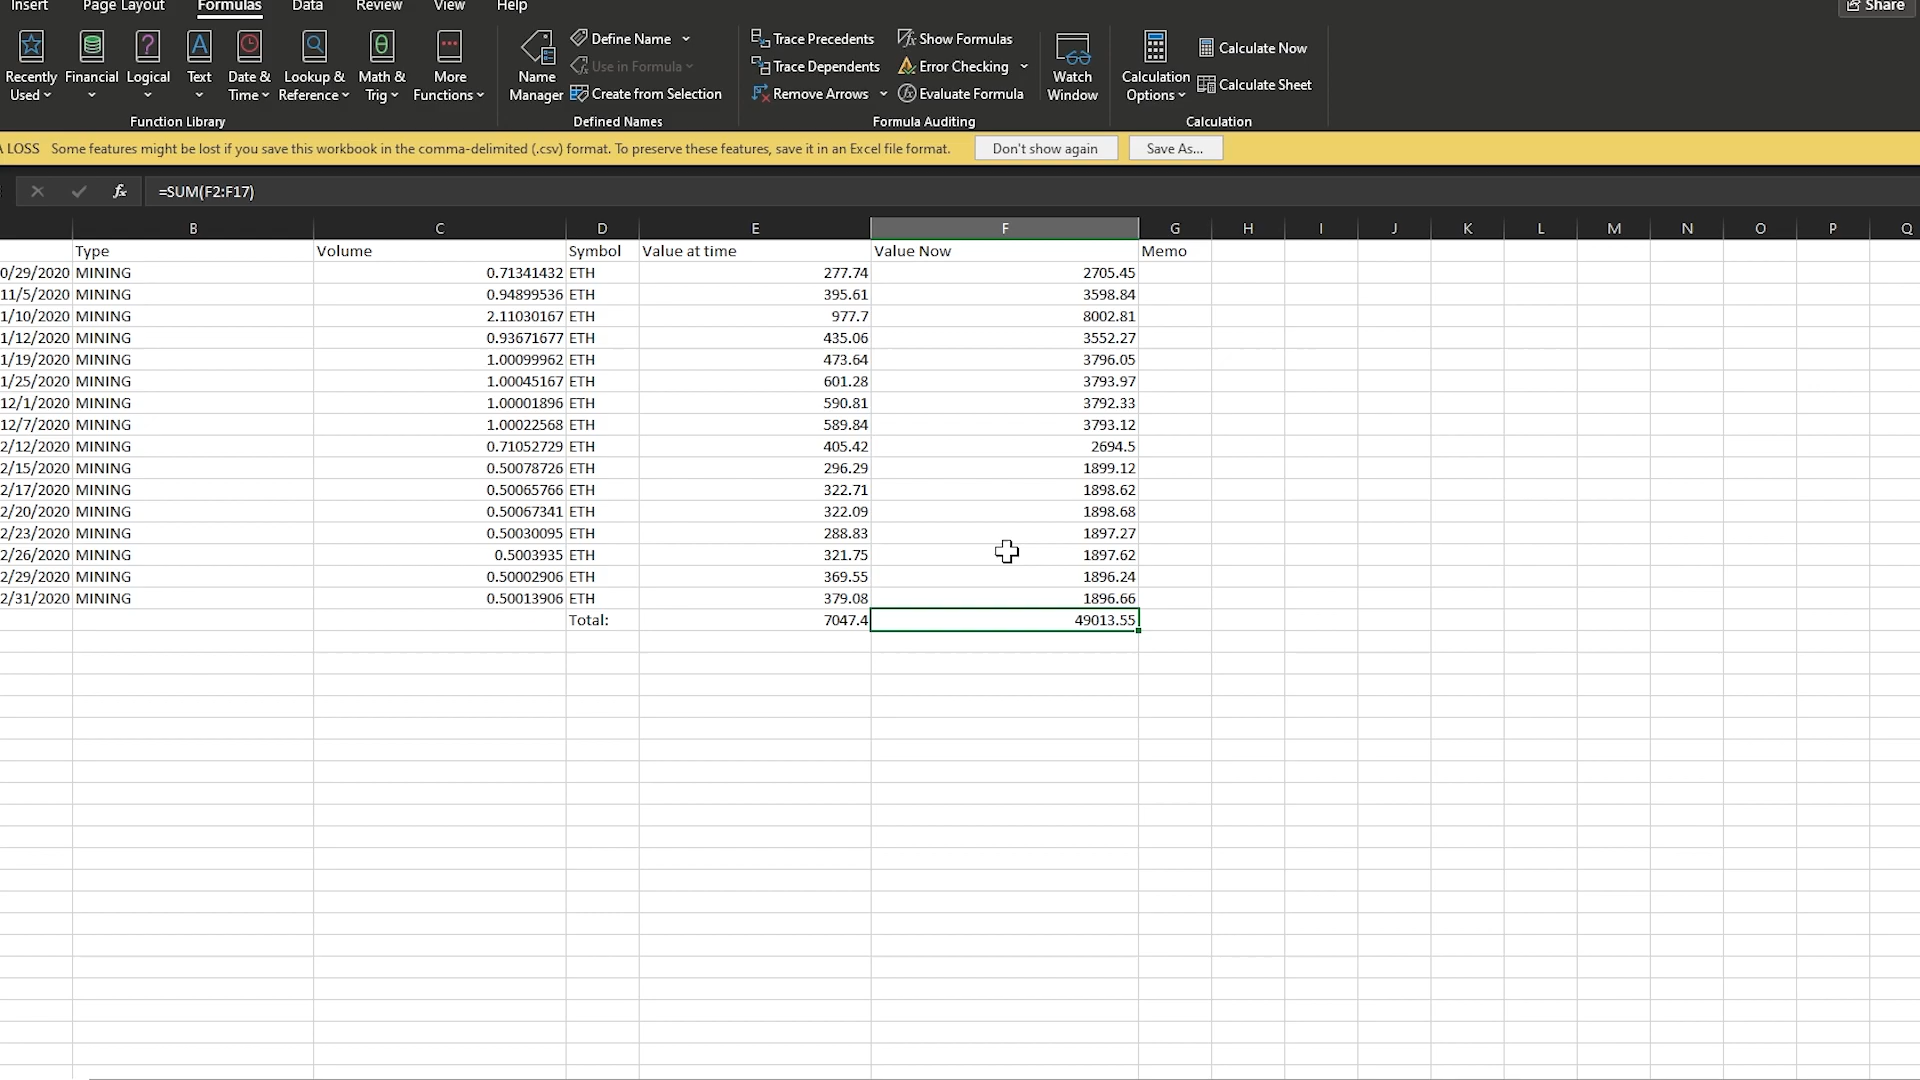 Insert Page Layout Formulas Data Review View Help Share
Recently Used Financial Logical Text Date & Time Lookup & Reference Math & Trig More Functions
Function Library
Name Manager Define Name
Use in Formula
Create from Selection
Defined Names
Trace Precedents Show Formulas
Trace Dependents Error Checking
Remove Arrows Evaluate Formula
Formula Auditing
Watch Window
Calculation Options Calculate Now
Calculate Sheet
Calculation
A LOSS Some features might be lost if you save this workbook in the comma-delimited (.csv) format. To preserve these features, save it in an Excel file format. Don't show again Save As...
fx =SUM(F2:F17)
B C D E F G H I J K L M N O P Q
Type Volume Symbol Value at time Value Now Memo
0/29/2020 MINING 0.71341432 ETH 277.74 2705.45
11/5/2020 MINING 0.94899536 ETH 395.61 3598.84
1/10/2020 MINING 2.11030167 ETH 977.7 8002.81
1/12/2020 MINING 0.93671677 ETH 435.06 3552.27
1/19/2020 MINING 1.00099962 ETH 473.64 3796.05
1/25/2020 MINING 1.00045167 ETH 601.28 3793.97
12/1/2020 MINING 1.00001896 ETH 590.81 3792.33
12/7/2020 MINING 1.00022568 ETH 589.84 3793.12
2/12/2020 MINING 0.71052729 ETH 405.42 2694.5
2/15/2020 MINING 0.50078726 ETH 296.29 1899.12
2/17/2020 MINING 0.50065766 ETH 322.71 1898.62
2/20/2020 MINING 0.50067341 ETH 322.09 1898.68
2/23/2020 MINING 0.50030095 ETH 288.83 1897.27
2/26/2020 MINING 0.5003935 ETH 321.75 1897.62
2/29/2020 MINING 0.50002906 ETH 369.55 1896.24
2/31/2020 MINING 0.50013906 ETH 379.08 1896.66
Total: 7047.4 49013.55